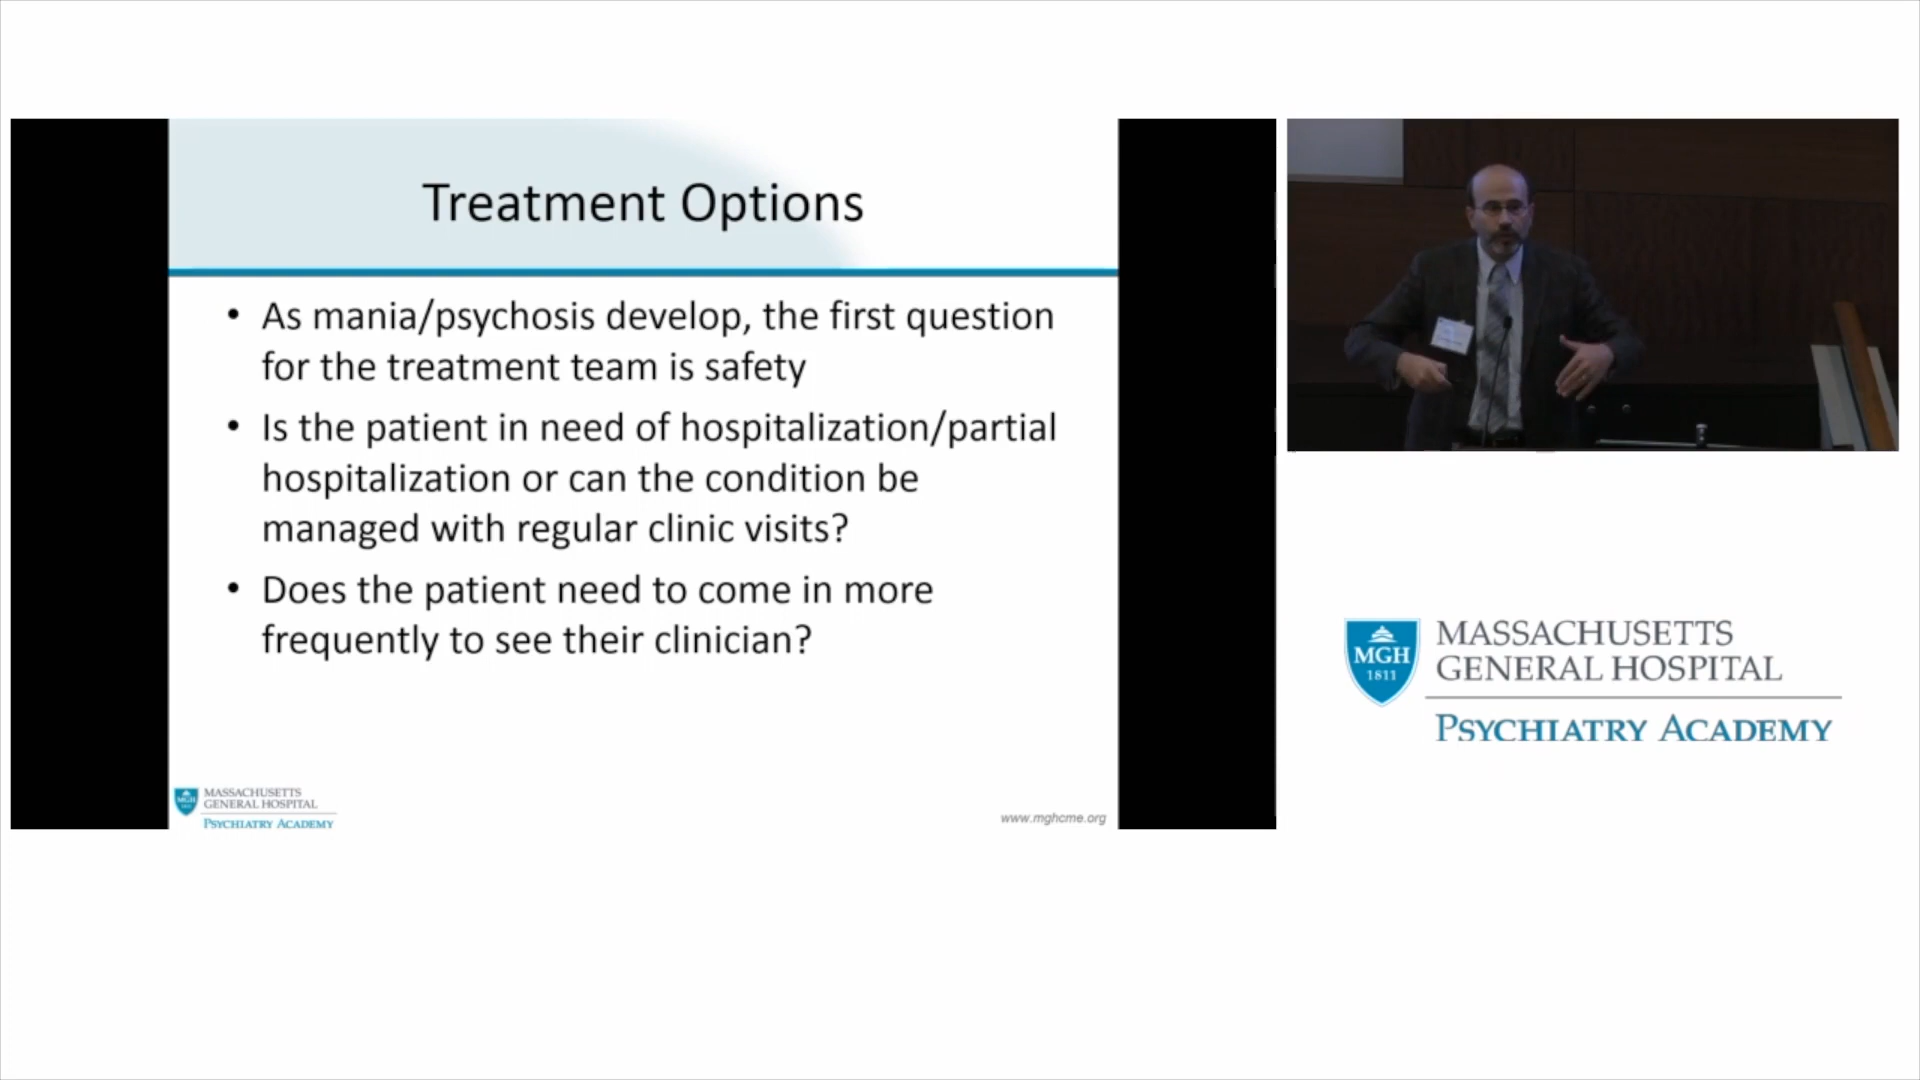 Treatment Options
• As mania/psychosis develop, the first question
for the treatment team is safety
• Is the patient in need of hospitalization/partial
hospitalization or can the condition be
managed with regular clinic visits?
• Does the patient need to come in more
frequently to see their clinician?
MGH
MASSACHUSETTS
GENERAL HOSPITAL
PSYCHIATRY ACADEMY
www.mghcme.org
MGH
1811
MASSACHUSETTS
GENERAL HOSPITAL
PSYCHIATRY ACADEMY